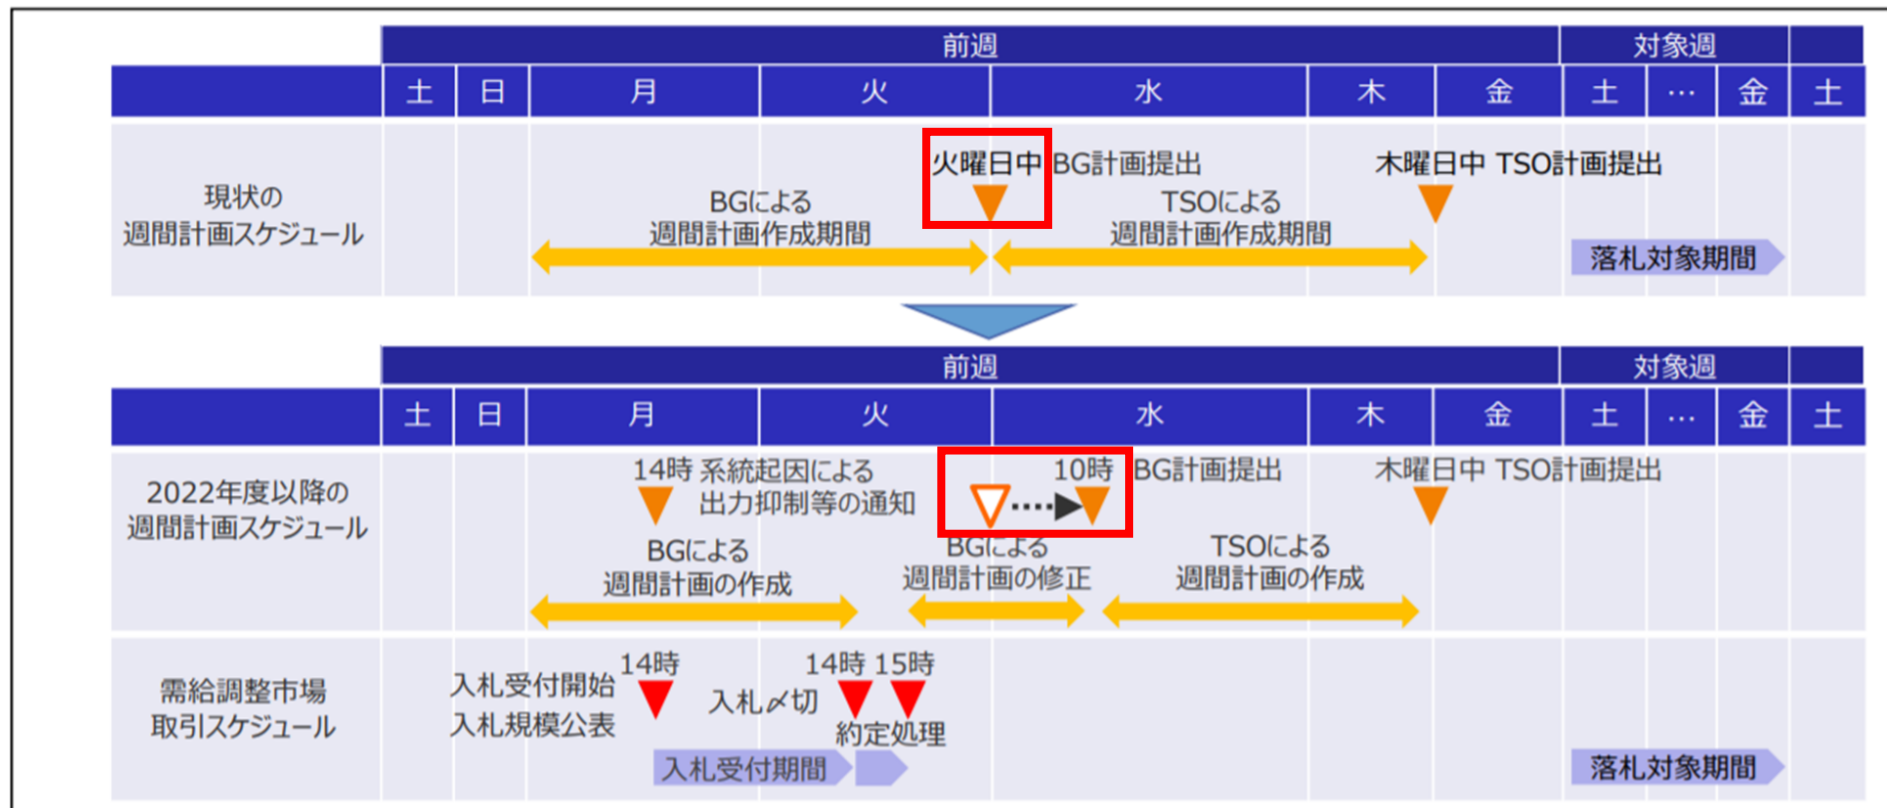 前週 対象週
土 日 月 火 水 木 金 土 … 金 土
現状の
週間計画スケジュール
火曜日中 BG計画提出
木曜日中 TSO計画提出
BGによる
週間計画作成期間
TSOによる
週間計画作成期間
落札対象期間
前週 対象週
土 日 月 火 水 木 金 土 … 金 土
2022年度以降の
週間計画スケジュール
14時 系統起因による
出力抑制等の通知
10時 BG計画提出
木曜日中 TSO計画提出
BGによる
週間計画の作成
BGによる
週間計画の修正
TSOによる
週間計画の作成
需給調整市場
取引スケジュール
入札受付開始
入札規模公表
14時
入札〆切
14時 15時
約定処理
入札受付期間
落札対象期間